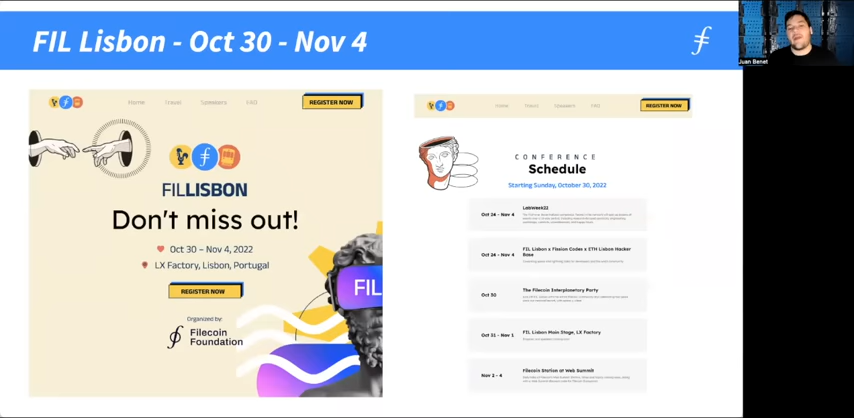 FIL Lisbon - Oct 30 - Nov 4
Juan Benet
Home Travel Speakers FAQ
REGISTER NOW
FILLISBON
Don't miss out!
Oct 30 – Nov 4, 2022
LX Factory, Lisbon, Portugal
REGISTER NOW
Organized by:
Filecoin
Foundation
FIL
Home Travel Speakers FAQ
REGISTER NOW
CONFERENCE
Schedule
Starting Sunday, October 30, 2022
Oct 24 - Nov 4
LabWeek22
Oct 24 - Nov 4
FIL Lisbon x Fission Codes x ETH Lisbon Hacker
Base
Oct 30
The Filecoin Interplanetary Party
Oct 31 - Nov 1
FIL Lisbon Main Stage, LX Factory
Nov 2 - 4
Filecoin Station at Web Summit